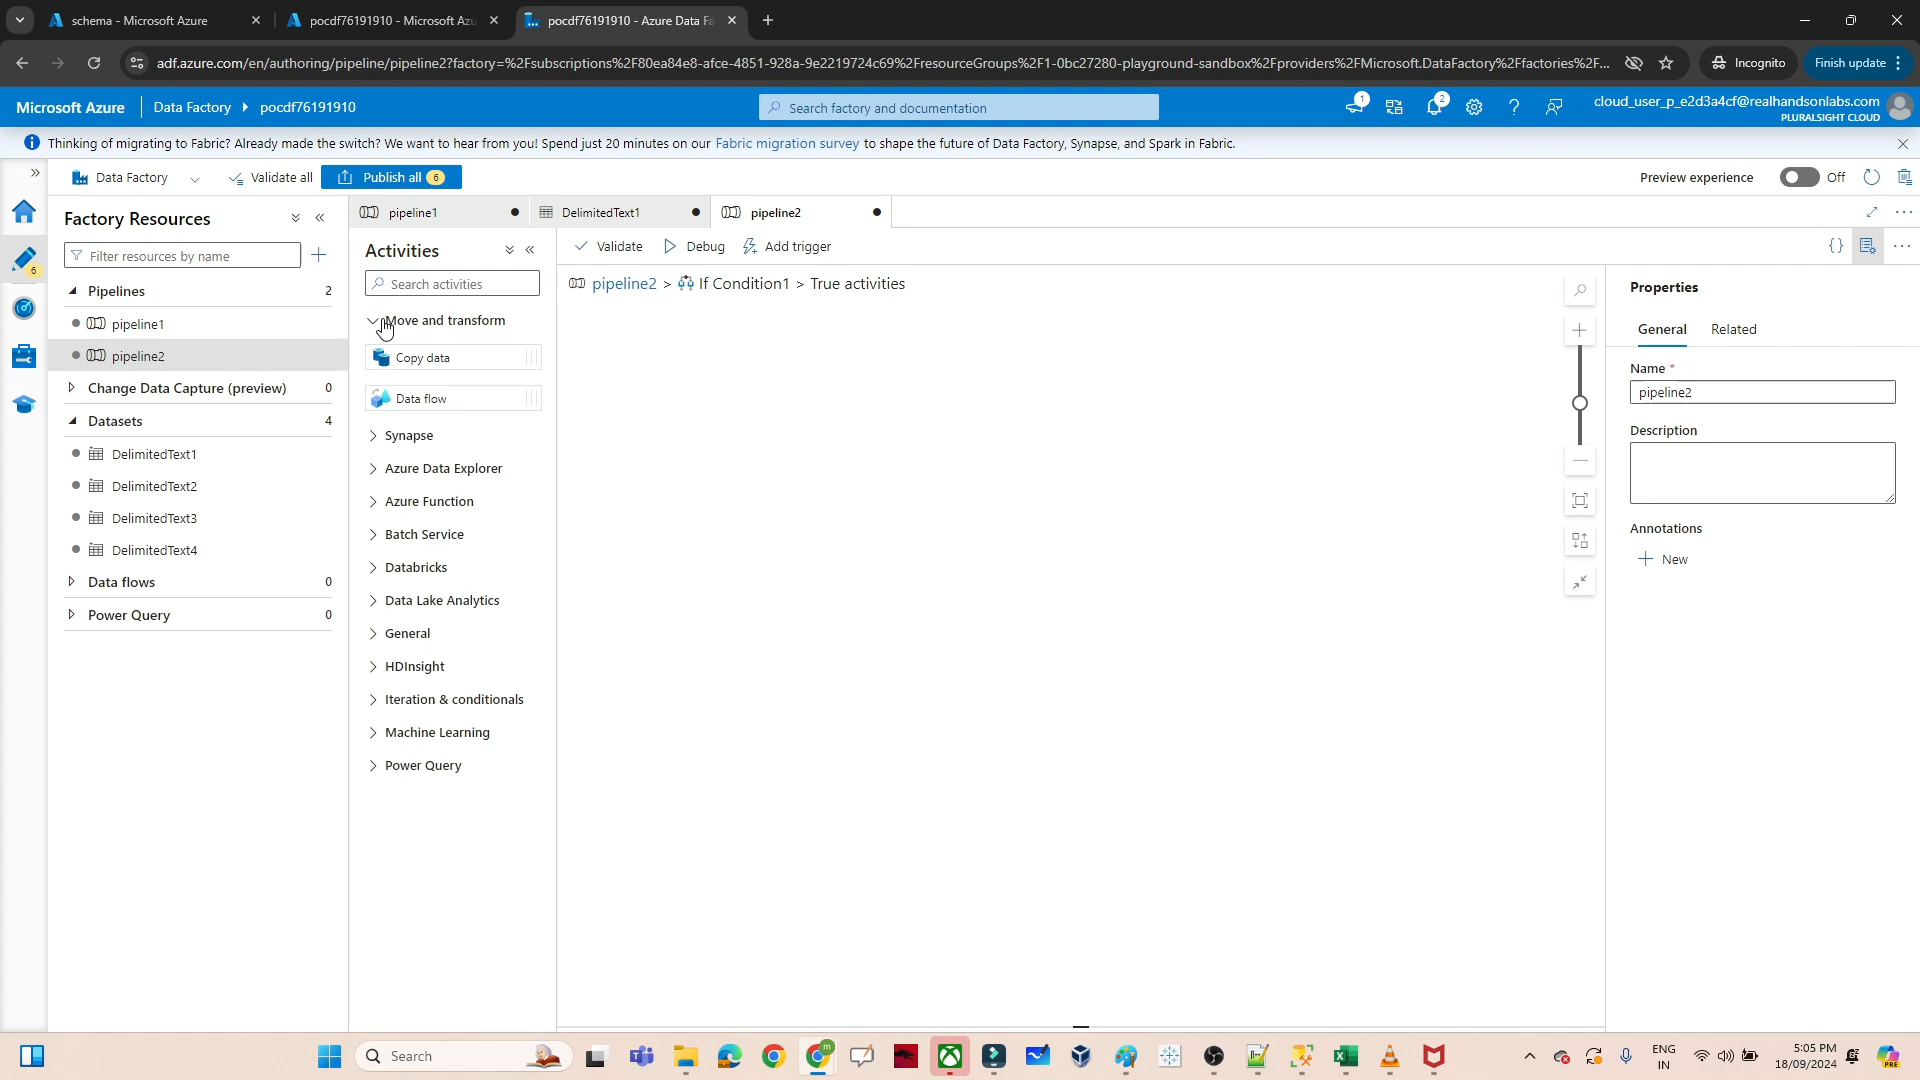 schema - Microsoft Azure
pocdf76191910 - Microsoft Azu
pocdf76191910 - Azure Data Fa
adf.azure.com/en/authoring/pipeline/pipeline2?factory=%2Fsubscriptions%2F80ea84e8-afce-4851-928a-9e2219724c69%2FresourceGroups%2F1-0bc27280-playground-sandbox%2Fproviders%2FMicrosoft.DataFactory%2Ffactories%2F...
Incognito
Finish update
Microsoft Azure
Data Factory
pocdf76191910
Search factory and documentation
1
2
cloud_user_p_e2d3a4cf@realhandsonlabs.com
PLURALSIGHT CLOUD
Thinking of migrating to Fabric? Already made the switch? We want to hear from you! Spend just 20 minutes on our Fabric migration survey to shape the future of Data Factory, Synapse, and Spark in Fabric.
Data Factory
Validate all
Publish all 6
Preview experience
Off
6
Factory Resources
Filter resources by name
Pipelines 2
pipeline1
pipeline2
Change Data Capture (preview) 0
Datasets 4
DelimitedText1
DelimitedText2
DelimitedText3
DelimitedText4
Data flows 0
Power Query 0
pipeline1
DelimitedText1
pipeline2
Activities
Search activities
Move and transform
Copy data
Data flow
Synapse
Azure Data Explorer
Azure Function
Batch Service
Databricks
Data Lake Analytics
General
HDInsight
Iteration & conditionals
Machine Learning
Power Query
Validate
Debug
Add trigger
pipeline2 > If Condition1 > True activities
Properties
General
Related
Name *
pipeline2
Description
Annotations
New
Search
m
ENG
IN
5:05 PM
18/09/2024
PRE